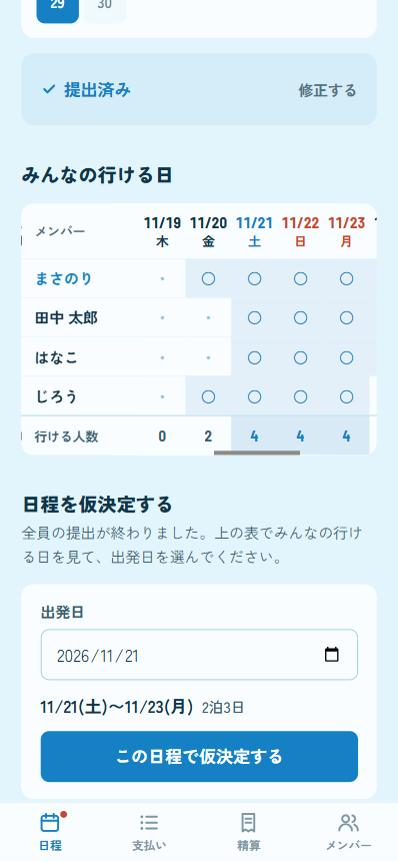 29 30
提出済み 修正する
みんなの行ける日
メンバー 11/19 11/20 11/21 11/22 11/23
木 金 土 日 月
まさのり ・ ○ ○ ○ ○
田中 太郎 ・ ・ ○ ○ ○
はなこ ・ ・ ○ ○ ○
じろう ・ ○ ○ ○ ○
行ける人数 0 2 4 4 4
日程を仮決定する
全員の提出が終わりました。上の表でみんなの行け
る日を見て、出発日を選んでください。
出発日
2026/11/21
11/21(土)〜11/23(月) 2泊3日
この日程で仮決定する
日程 支払い 精算 メンバー